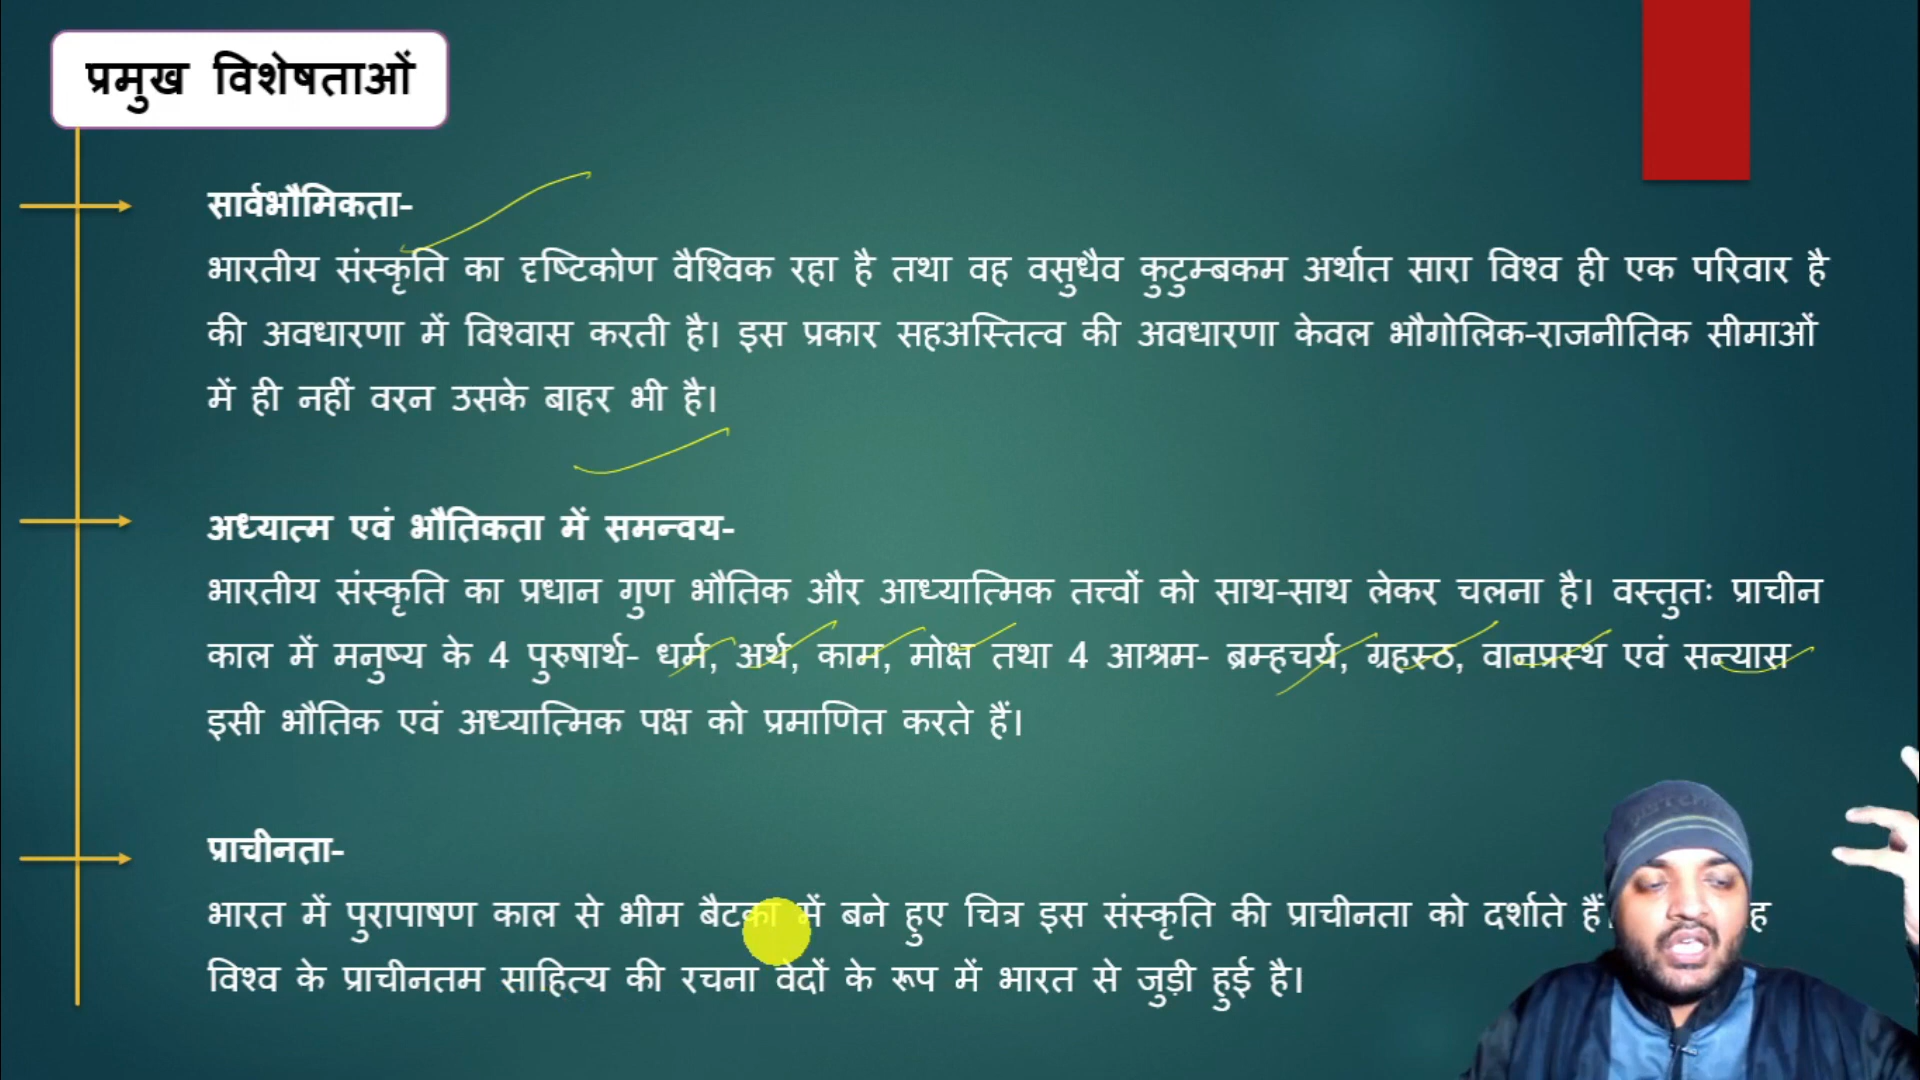 प्रमुख विशेषताओं
सार्वभौमिकता-
भारतीय संस्कृति का दृष्टिकोण वैश्विक रहा है तथा वह वसुधैव कुटुम्बकम अर्थात सारा विश्व ही एक परिवार है
की अवधारणा में विश्वास करती है। इस प्रकार सहअस्तित्व की अवधारणा केवल भौगोलिक-राजनीतिक सीमाओं
में ही नहीं वरन उसके बाहर भी है।
अध्यात्म एवं भौतिकता में समन्वय-
भारतीय संस्कृति का प्रधान गुण भौतिक और आध्यात्मिक तत्त्वों को साथ-साथ लेकर चलना है। वस्तुतः प्राचीन
काल में मनुष्य के 4 पुरुषार्थ- धर्म, अर्थ, काम, मोक्ष तथा 4 आश्रम- ब्रम्हचर्य, ग्रहस्ठ, वानप्रस्थ एवं सन्यास
इसी भौतिक एवं अध्यात्मिक पक्ष को प्रमाणित करते हैं।
प्राचीनता-
भारत में पुरापाषण काल से भीम बैटका में बने हुए चित्र इस संस्कृति की प्राचीनता को दर्शाते हैं
विश्व के प्राचीनतम साहित्य की रचना वेदों के रूप में भारत से जुड़ी हुई है।